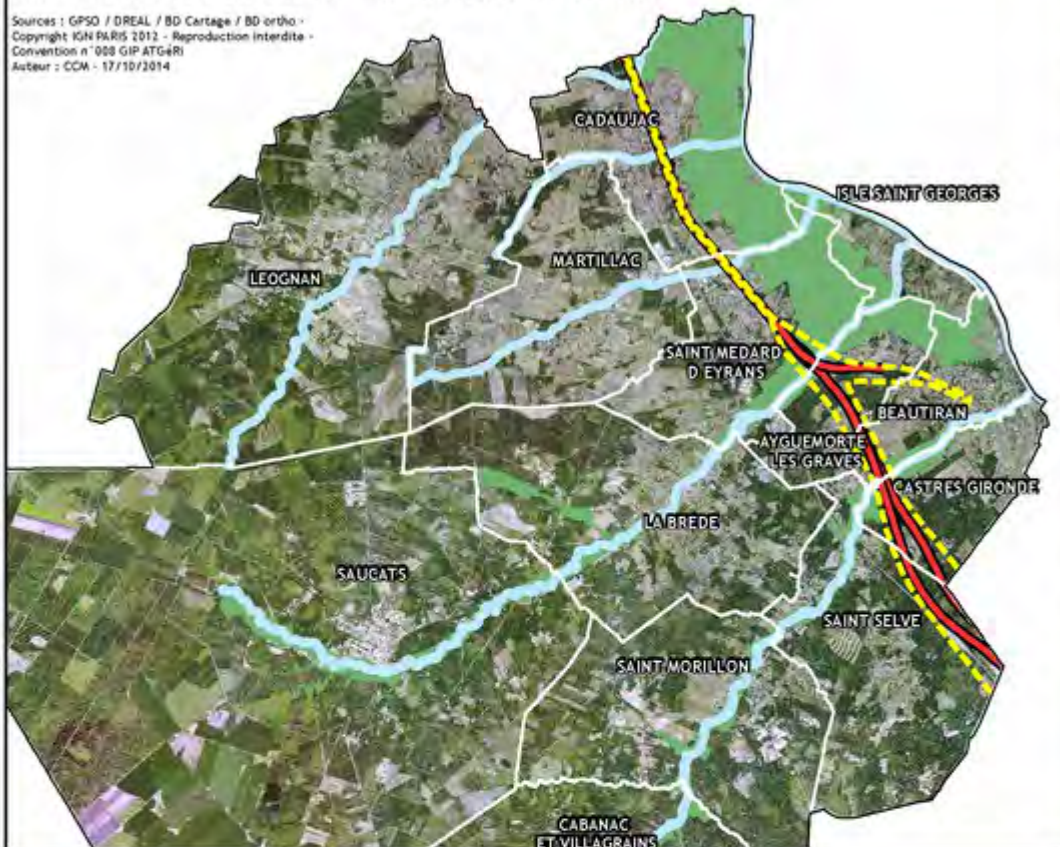 Sources : GPSO / DREAL / BD Cartage / BD ortho -
Copyright IGN PARIS 2012 - Reproduction interdite -
Convention n°008 GIP ATGéRi
Auteur : CCM - 17/10/2014
CADAUJAC
ISLE SAINT GEORGES
MARTILLAC
LEOGNAN
SAINT MEDARD
D EYRANS
BEAUTIRAN
AYGUEMORTE
LES GRAVES
CASTRES GIRONDE
LA BREDE
SAUCATS
SAINT SELVE
SAINT MORILLON
CABANAC
ET VILLAGRAINS